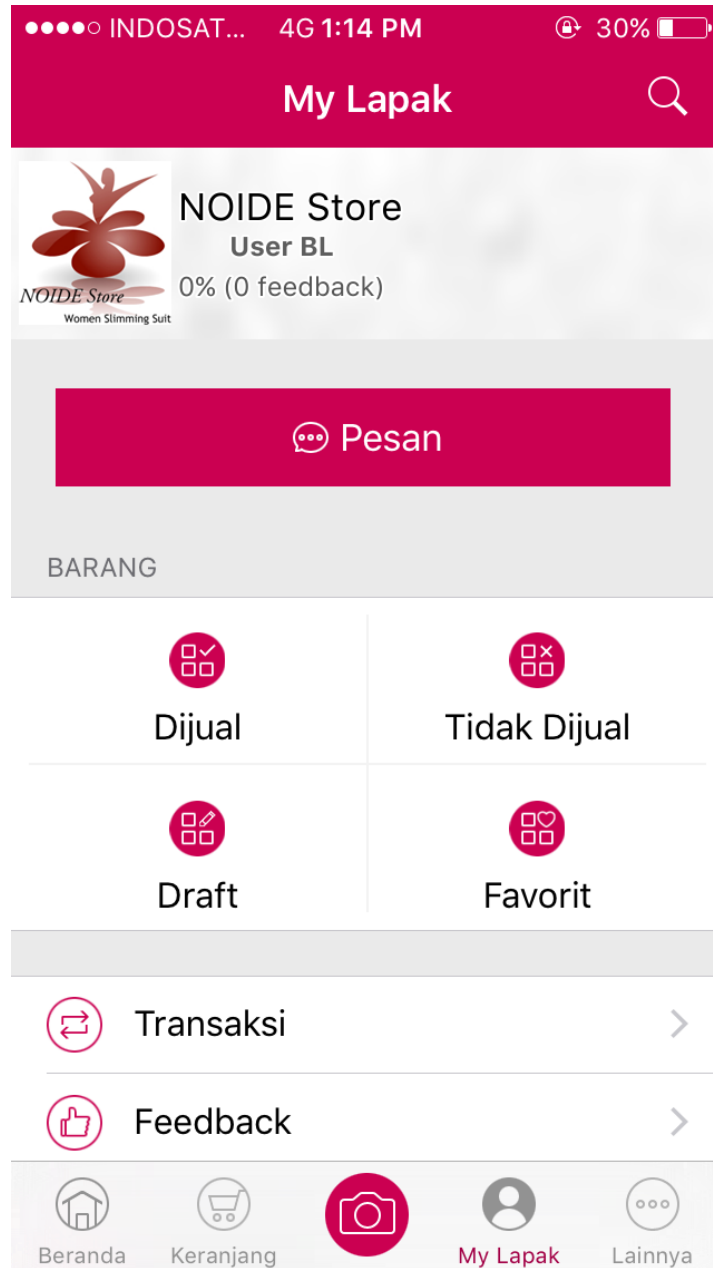 INDOSAT... 4G 1:14 PM 30%
My Lapak
NOIDE Store
User BL
0% (0 feedback)
NOIDE Store
Women Slimming Suit
Pesan
BARANG
Dijual Tidak Dijual
Draft Favorit
Transaksi
Feedback
Beranda Keranjang My Lapak Lainnya